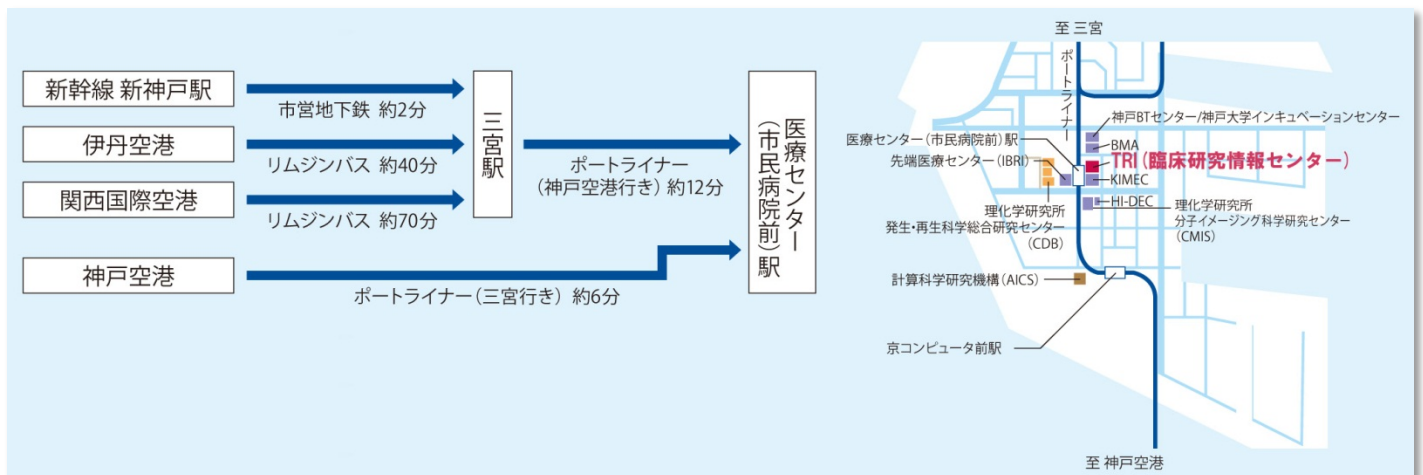 新幹線 新神戸駅
市営地下鉄 約2分
伊丹空港
リムジンバス 約40分
関西国際空港
リムジンバス 約70分
三宮駅
ポートライナー
(神戸空港行き) 約12分
神戸空港
ポートライナー(三宮行き) 約6分
医療センター
(市民病院前)駅
至 三宮
ポートライナー
神戸BTセンター/神戸大学インキュベーションセンター
医療センター(市民病院前)駅
BMA
先端医療センター(IBRI)
TRI(臨床研究情報センター)
KIMEC
HI-DEC
理化学研究所
発生・再生科学総合研究センター
(CDB)
理化学研究所
分子イメージング科学研究センター
(CMIS)
計算科学研究機構(AICS)
京コンピュータ前駅
至 神戸空港